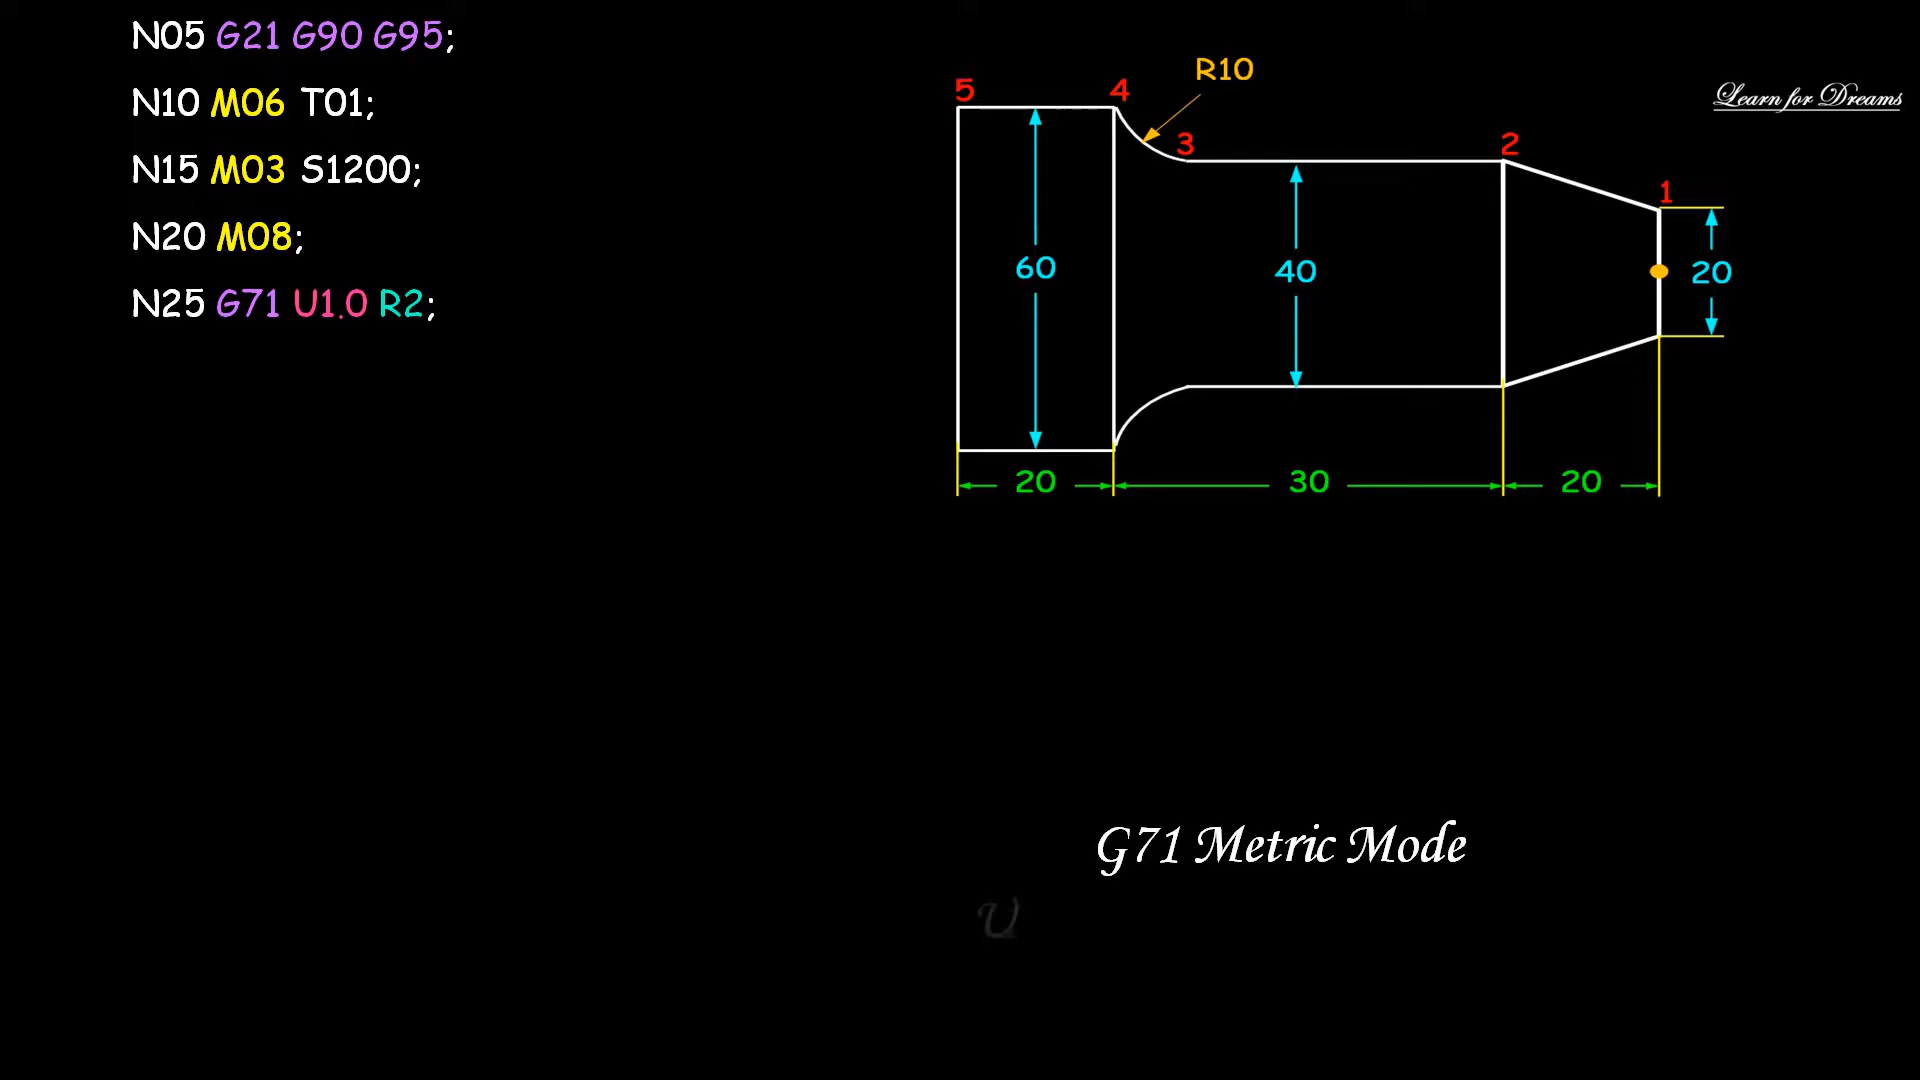 N05 G21 G90 G95;
N10 M06 T01;
N15 M03 S1200;
N20 M08;
N25 G71 U1.0 R2;
R10
5
4
3
2
1
Learn for Dreams
60
40
20
20
30
20
G71 Metric Mode
U